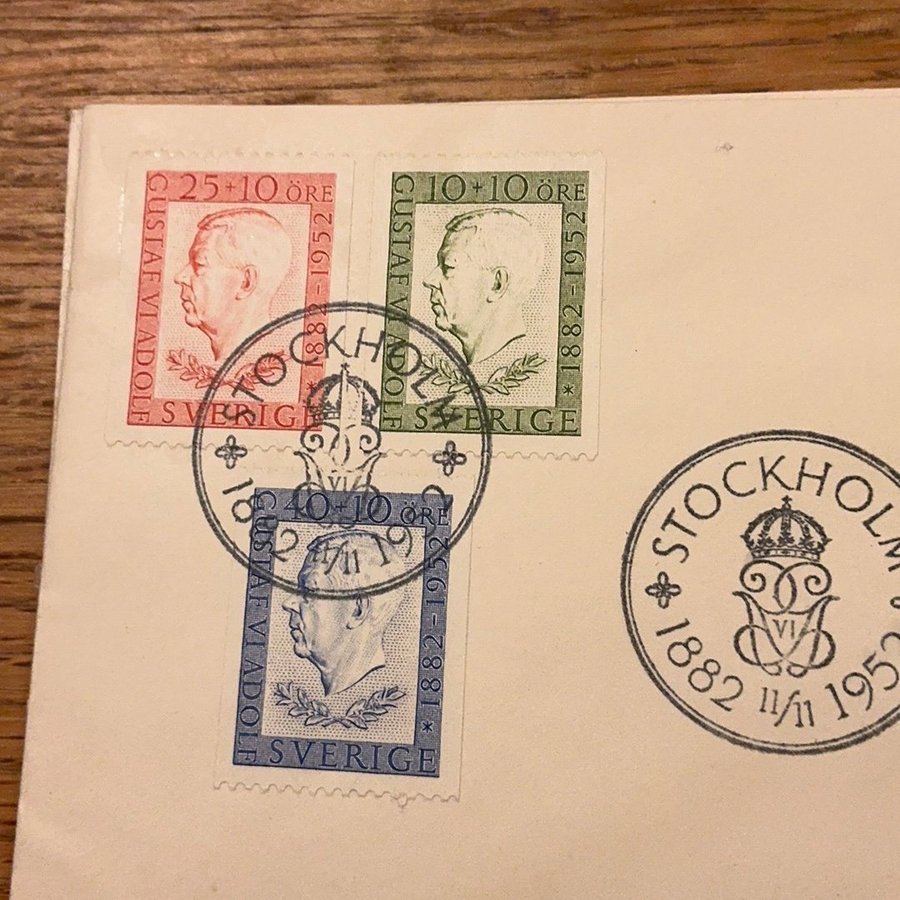 25+10 ÖRE
GUSTAF VI ADOLF
1882–1952
SVERIGE
10+10 ÖRE
GUSTAF VI ADOLF
* 1882–1952
SVERIGE
STOCKHOLM
VI
1882 11/11 1952
40+10 ÖRE
GUSTAF VI ADOLF
* 1882–1952
SVERIGE
STOCKHOLM
VI
1882 11/11 1952